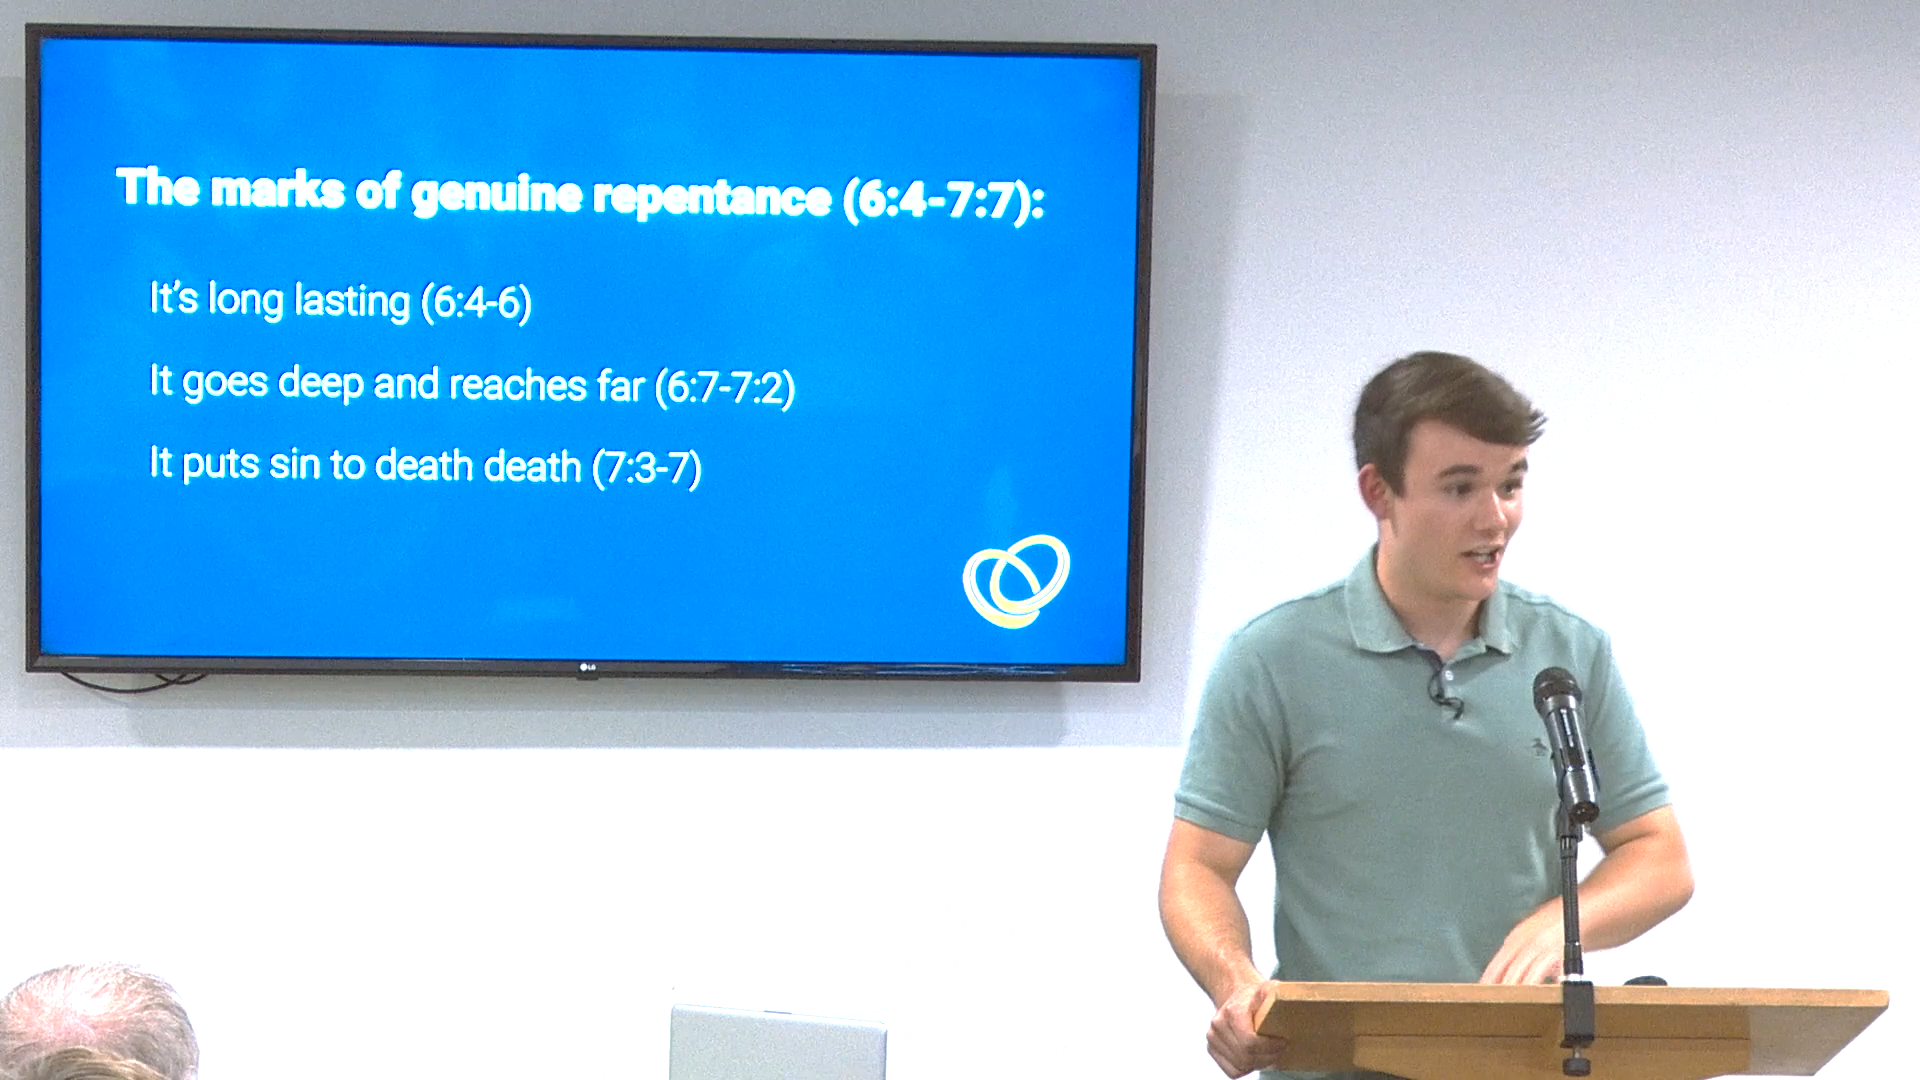 The marks of genuine repentance (6:4-7:7):
It's long lasting (6:4-6)
It goes deep and reaches far (6:7-7:2)
It puts sin to death death (7:3-7)
LG